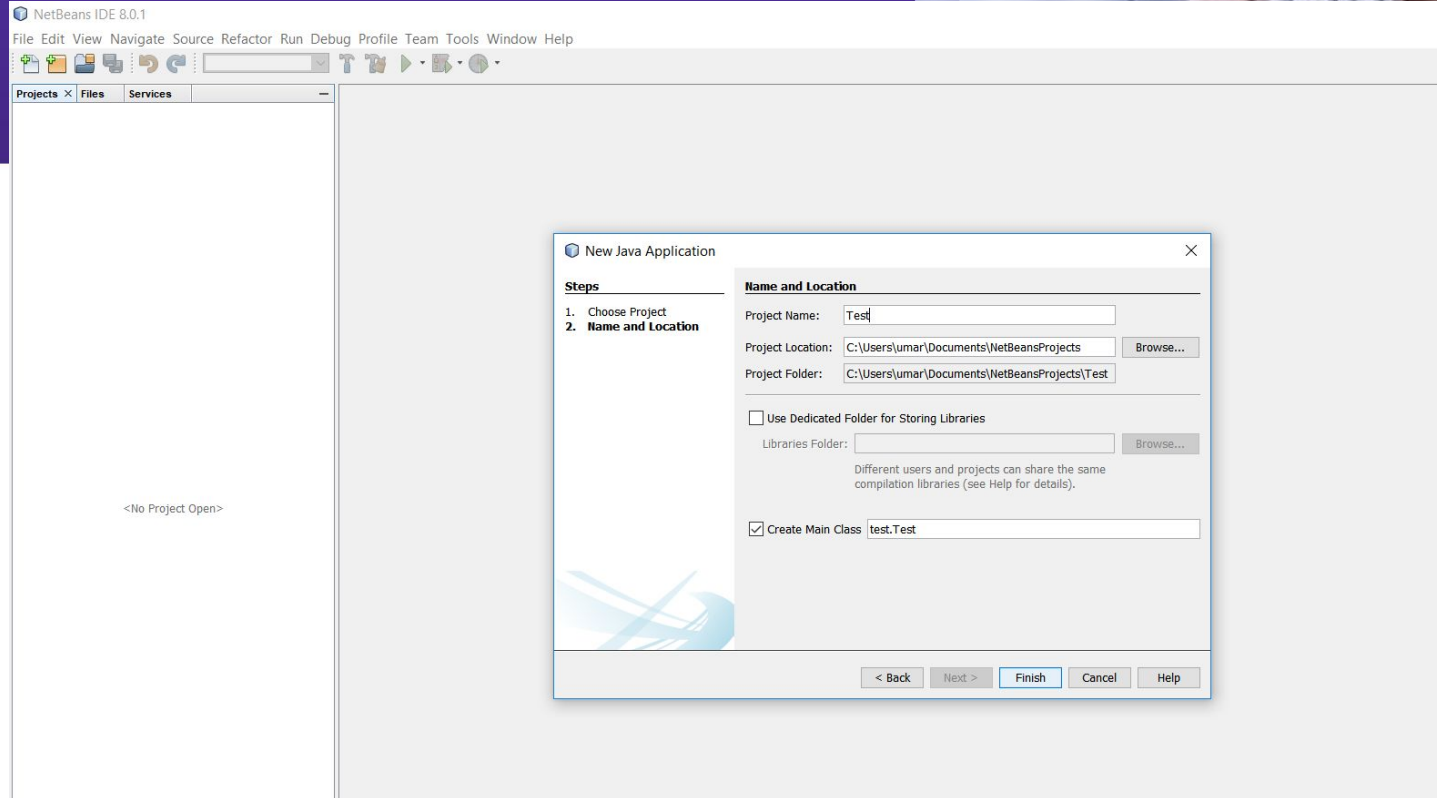 NetBeans IDE 8.0.1
File Edit View Navigate Source Refactor Run Debug Profile Team Tools Window Help
Projects Files Services
<No Project Open>
New Java Application
Steps
1. Choose Project
2. Name and Location
Name and Location
Project Name: Test
Project Location: C:\Users\umar\Documents\NetBeansProjects Browse...
Project Folder: C:\Users\umar\Documents\NetBeansProjects\Test
Use Dedicated Folder for Storing Libraries
Libraries Folder: Browse...
Different users and projects can share the same
compilation libraries (see Help for details).
Create Main Class test.Test
< Back Next > Finish Cancel Help